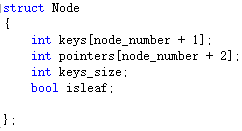 struct Node
{
    int keys[node_number + 1];
    int pointers[node_number + 2];
    int keys_size;
    bool isleaf;
};